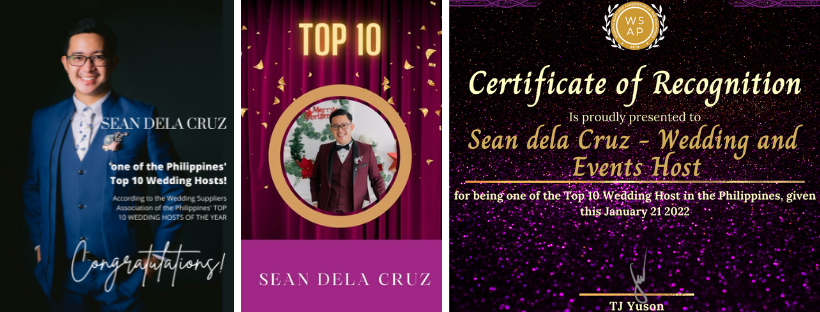 SEAN DELA CRUZ
'one of the Philippines'
Top 10 Wedding Hosts!
According to the Wedding Suppliers
Association of the Philippines' TOP
10 WEDDING HOSTS OF THE YEAR
Congratulations!
TOP 10
SEAN DELA CRUZ
WS
AP
Certificate of Recognition
Is proudly presented to
Sean dela Cruz - Wedding and
Events Host
for being one of the Top 10 Wedding Host in the Philippines, given
this January 21 2022
TJ Yuson